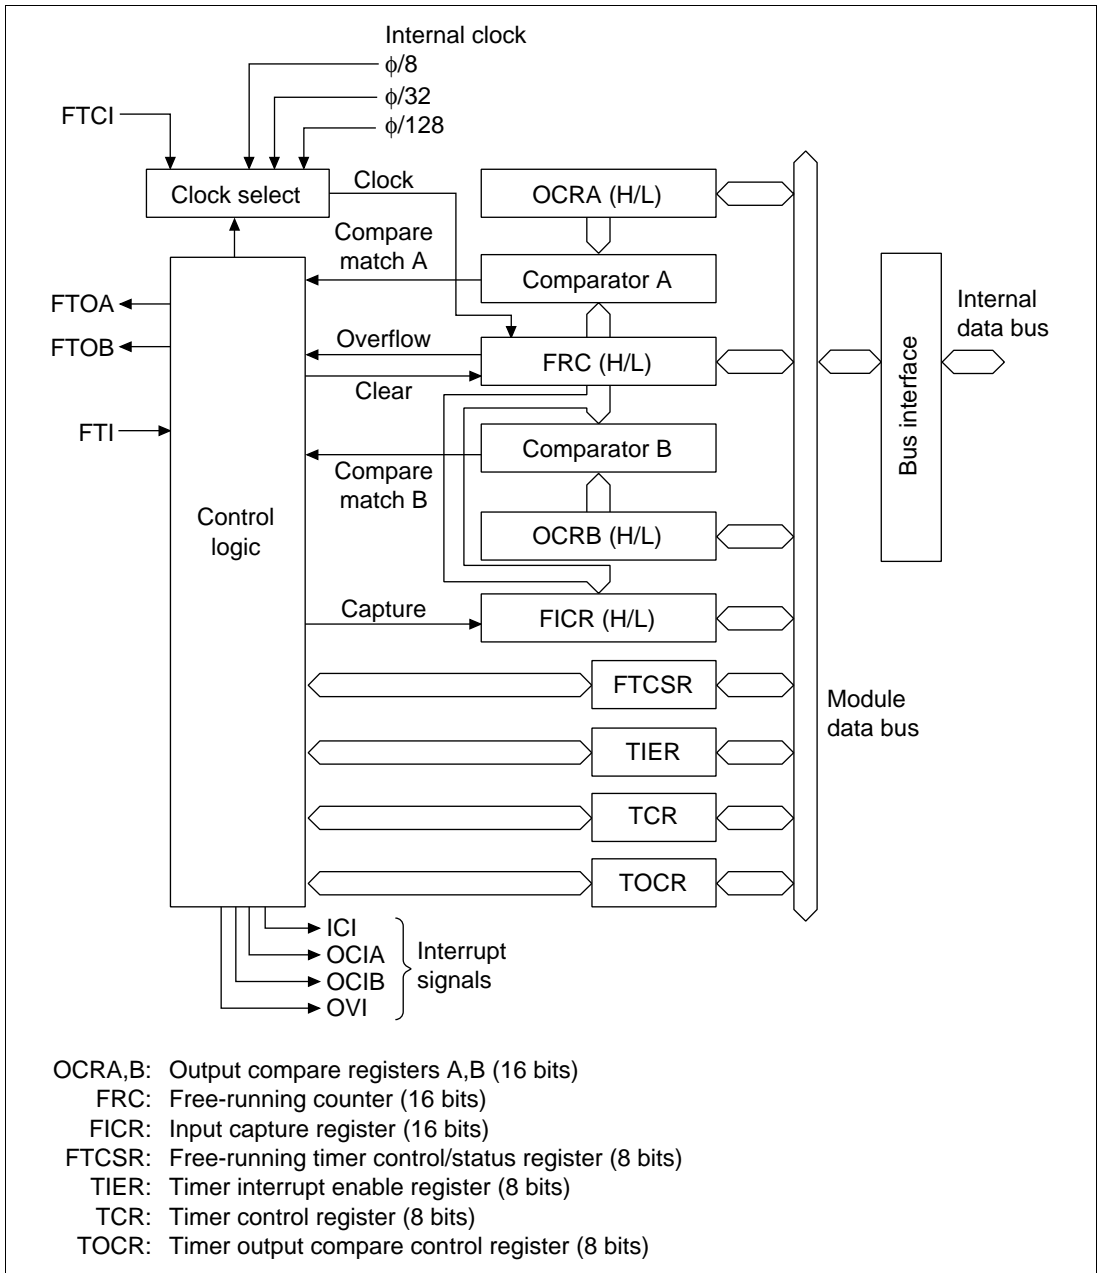 Internal clock
ϕ/8
ϕ/32
FTCI
ϕ/128
Clock select
Clock
OCRA (H/L)
Compare
match A
Comparator A
FTOA
Internal
data bus
Overflow
FTOB
FRC (H/L)
Clear
Bus interface
FTI
Comparator B
Compare
match B
Control
logic
OCRB (H/L)
Capture
FICR (H/L)
FTCSR
Module
data bus
TIER
TCR
TOCR
ICI
OCIA
OCIB
OVI
Interrupt
signals
OCRA,B: Output compare registers A,B (16 bits)
FRC: Free-running counter (16 bits)
FICR: Input capture register (16 bits)
FTCSR: Free-running timer control/status register (8 bits)
TIER: Timer interrupt enable register (8 bits)
TCR: Timer control register (8 bits)
TOCR: Timer output compare control register (8 bits)